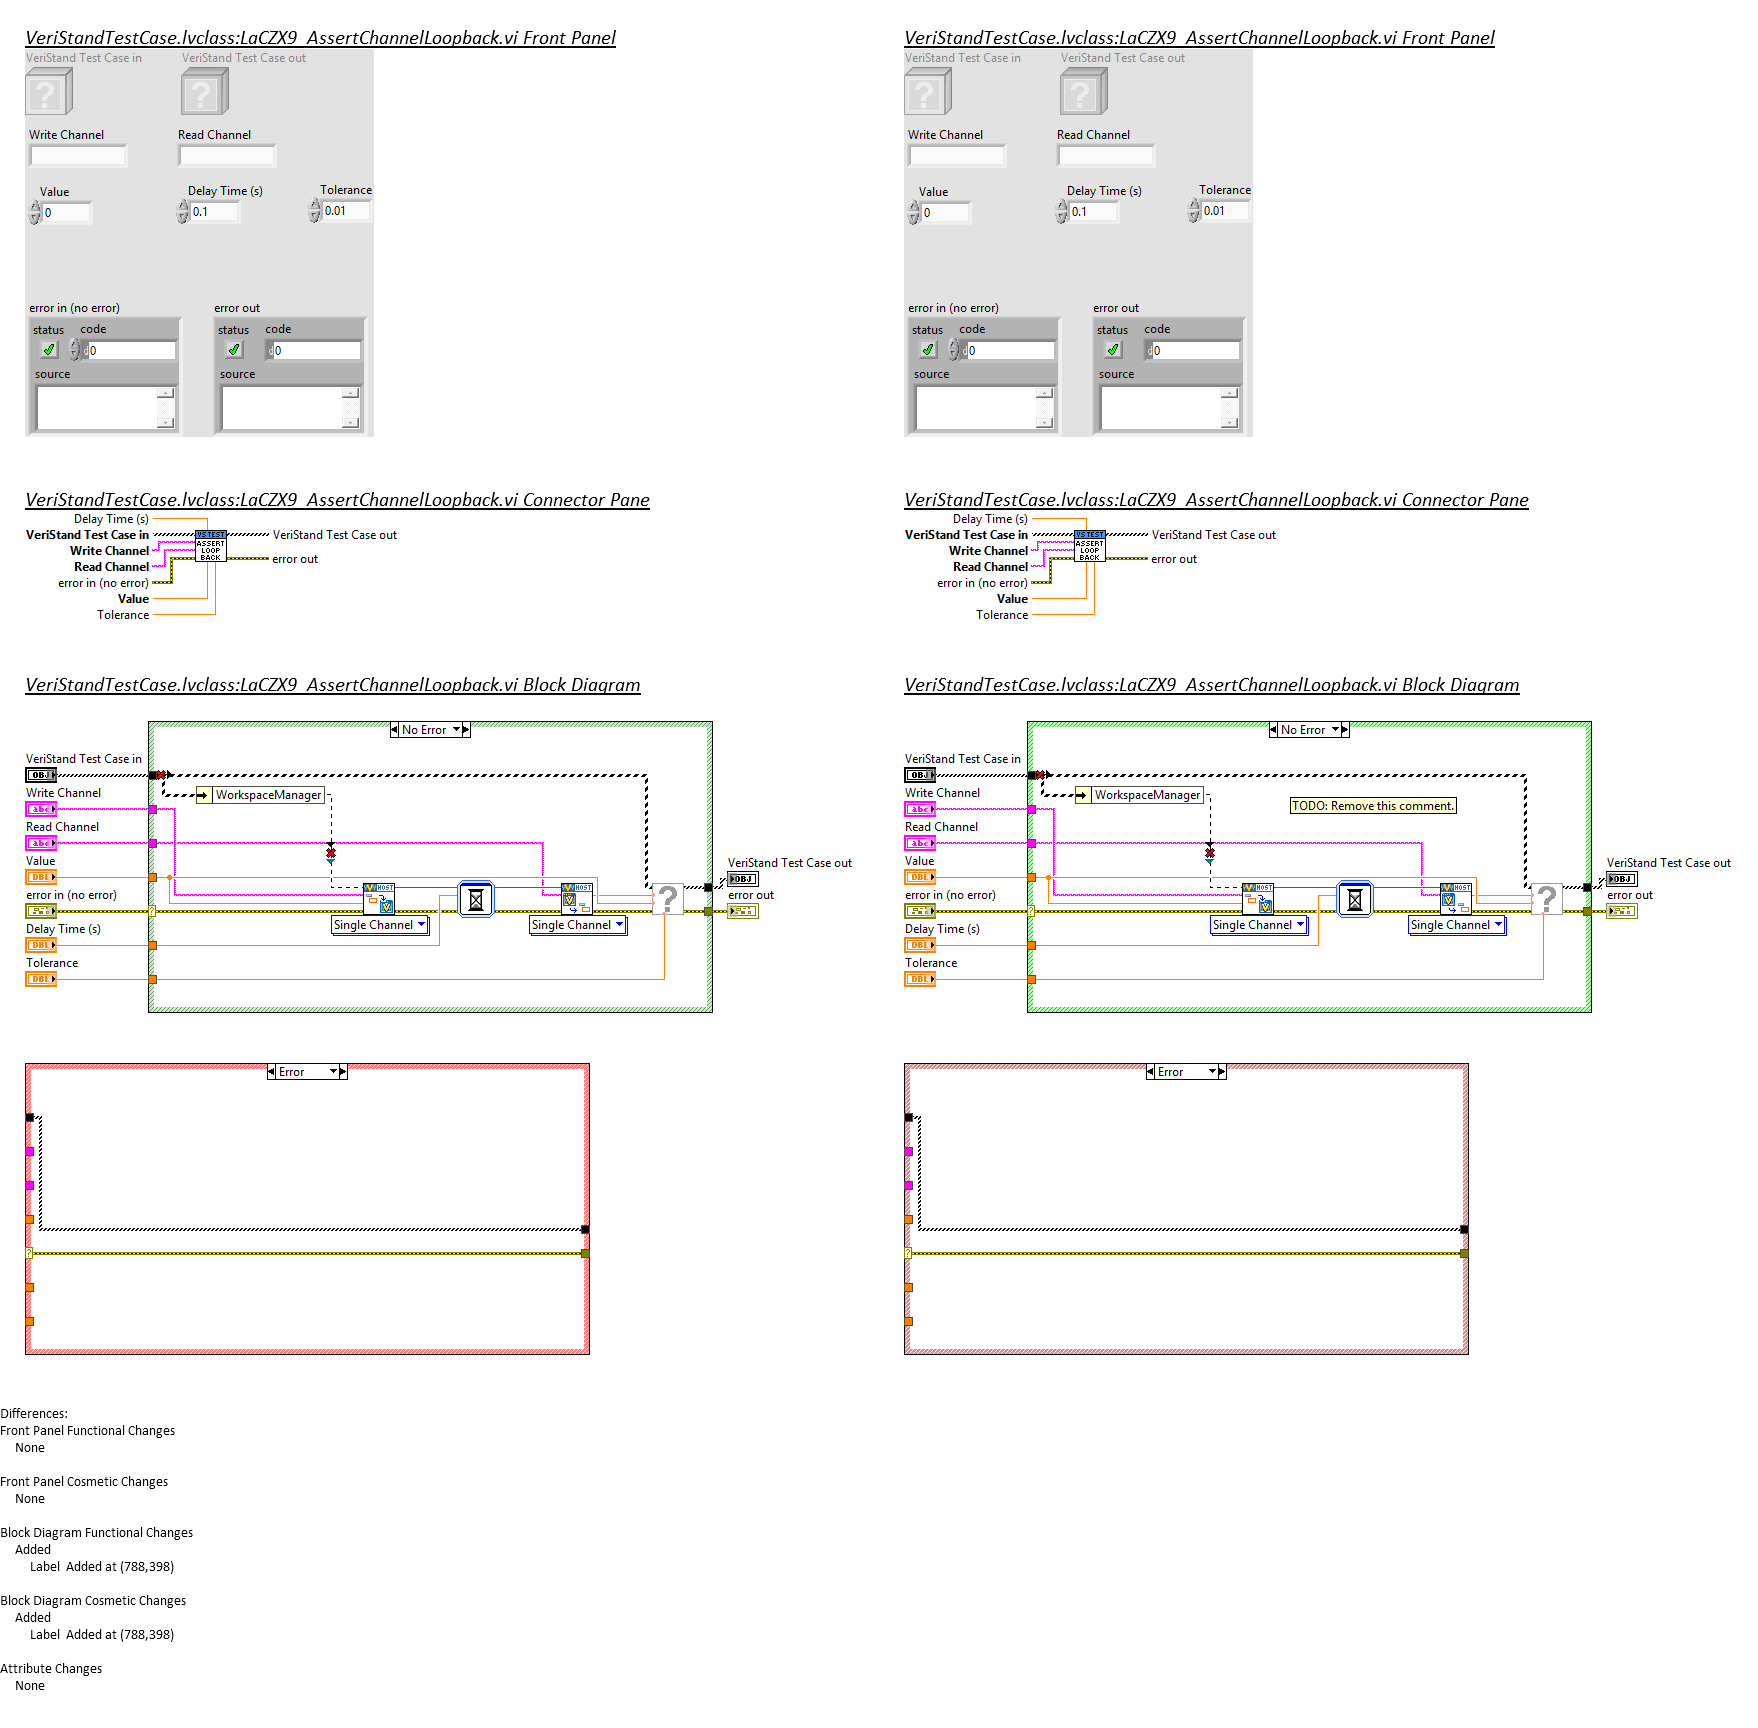 VeriStandTestCase.lvclass:LaCZX9_AssertChannelLoopback.vi Front Panel
VeriStand Test Case in
VeriStand Test Case out
?
?
Write Channel
Read Channel
Value
Delay Time (s)
Tolerance
0
0.1
0.01
error in (no error)
error out
status
code
status
code
0
0
source
source
VeriStandTestCase.lvclass:LaCZX9_AssertChannelLoopback.vi Front Panel
VeriStand Test Case in
VeriStand Test Case out
?
?
Write Channel
Read Channel
Value
Delay Time (s)
Tolerance
0
0.1
0.01
error in (no error)
error out
status
code
status
code
0
0
source
source
VeriStandTestCase.lvclass:LaCZX9_AssertChannelLoopback.vi Connector Pane
Delay Time (s)
VeriStand Test Case in
Write Channel
Read Channel
error in (no error)
Value
Tolerance
VS TEST
ASSERT
LOOP
BACK
VeriStand Test Case out
error out
VeriStandTestCase.lvclass:LaCZX9_AssertChannelLoopback.vi Connector Pane
Delay Time (s)
VeriStand Test Case in
Write Channel
Read Channel
error in (no error)
Value
Tolerance
VS TEST
ASSERT
LOOP
BACK
VeriStand Test Case out
error out
VeriStandTestCase.lvclass:LaCZX9_AssertChannelLoopback.vi Block Diagram
No Error
VeriStand Test Case in
OBJ
Write Channel
abc
Read Channel
abc
Value
DBL
error in (no error)
Delay Time (s)
DBL
Tolerance
DBL
WorkspaceManager
?
HOST
Single Channel
HOST
Single Channel
?
VeriStand Test Case out
OBJ
error out
Error
?
VeriStandTestCase.lvclass:LaCZX9_AssertChannelLoopback.vi Block Diagram
No Error
VeriStand Test Case in
OBJ
Write Channel
abc
Read Channel
abc
Value
DBL
error in (no error)
Delay Time (s)
DBL
Tolerance
DBL
WorkspaceManager
TODO: Remove this comment.
?
HOST
Single Channel
HOST
Single Channel
?
VeriStand Test Case out
OBJ
error out
Error
?
Differences:
Front Panel Functional Changes
None
Front Panel Cosmetic Changes
None
Block Diagram Functional Changes
Added
Label Added at (788,398)
Block Diagram Cosmetic Changes
Added
Label Added at (788,398)
Attribute Changes
None